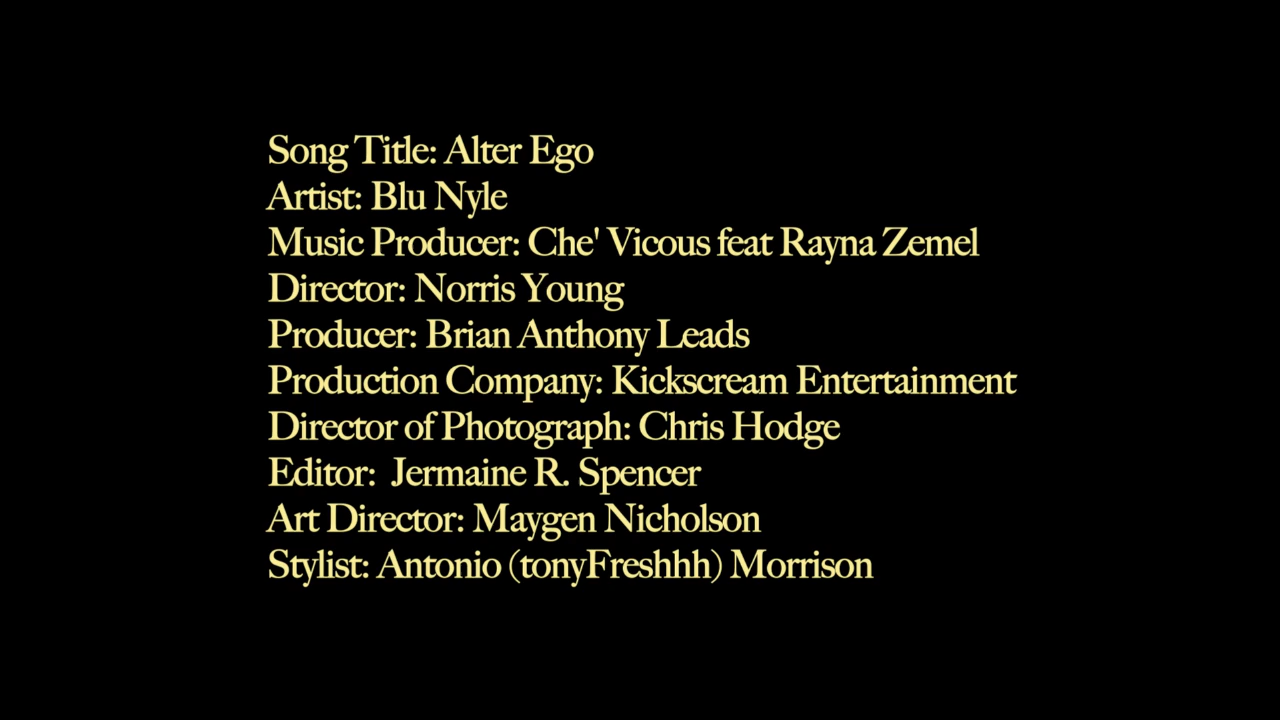 Song Title: Alter Ego
Artist: Blu Nyle
Music Producer: Che' Vicous feat Rayna Zemel
Director: Norris Young
Producer: Brian Anthony Leads
Production Company: Kickscream Entertainment
Director of Photograph: Chris Hodge
Editor:  Jermaine R. Spencer
Art Director: Maygen Nicholson
Stylist: Antonio (tonyFreshhh) Morrison